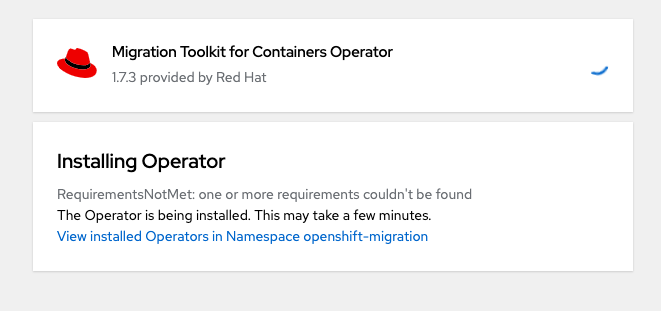 Migration Toolkit for Containers Operator
1.7.3 provided by Red Hat
Installing Operator
RequirementsNotMet: one or more requirements couldn't be found
The Operator is being installed. This may take a few minutes.
View installed Operators in Namespace openshift-migration